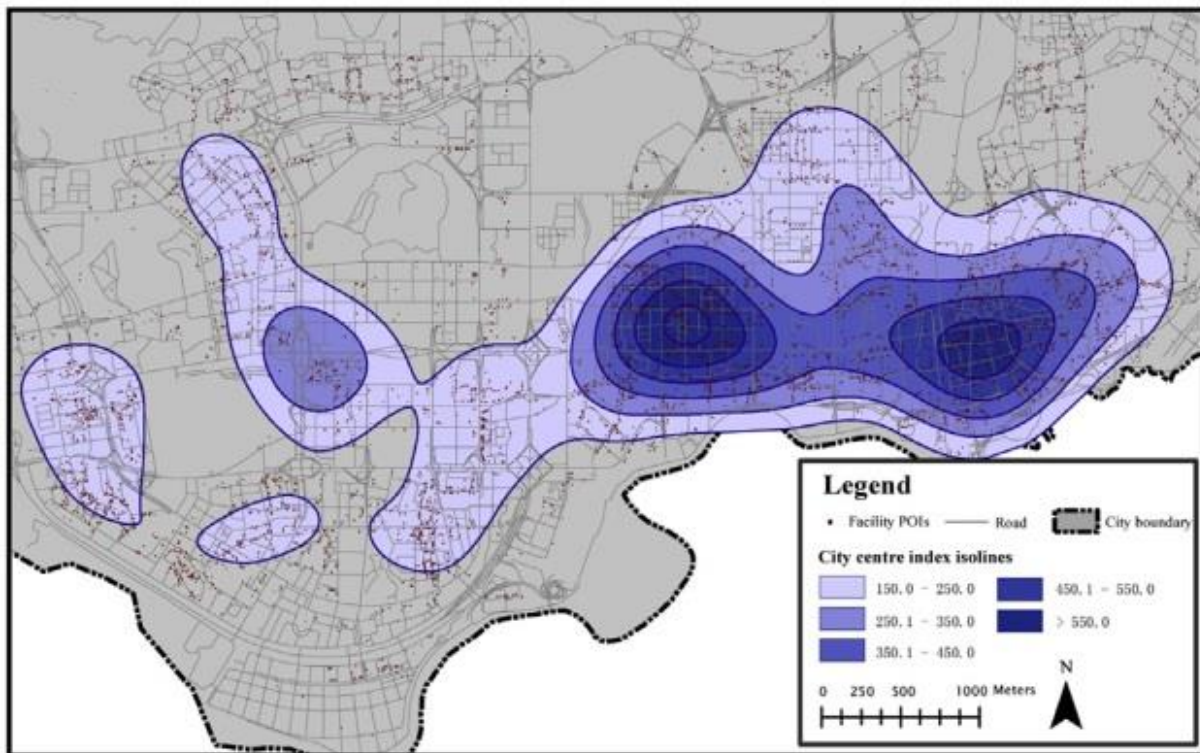 Legend
Facility POIs
Road
City boundary
City centre index isolines
150.0 - 250.0
450.1 - 550.0
250.1 - 350.0
> 550.0
350.1 - 450.0
N
0 250 500 1000 Meters